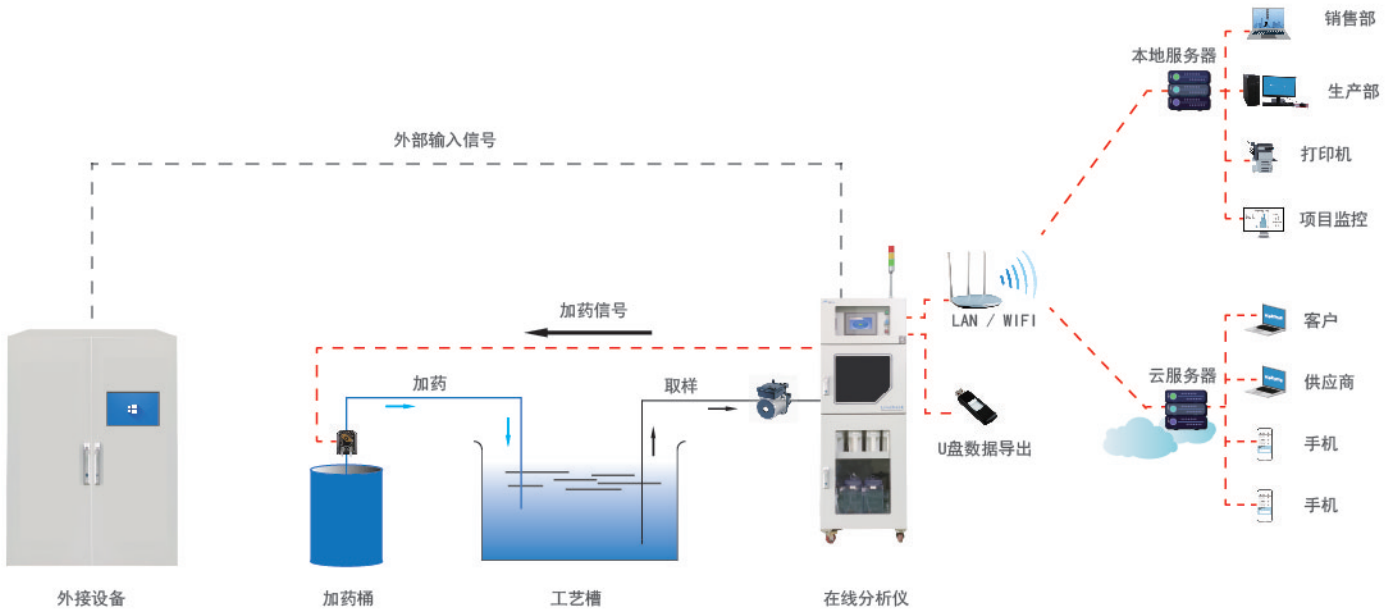 销售部
本地服务器
生产部
外部输入信号
打印机
项目监控
加药信号
LAN / WIFI
客户
加药
取样
云服务器
供应商
U盘数据导出
手机
手机
外接设备
加药桶
工艺槽
在线分析仪